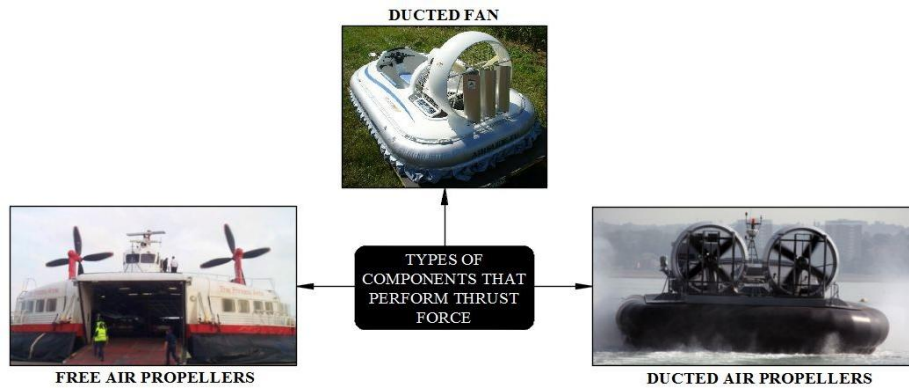 DUCTED FAN
TYPES OF
COMPONENTS THAT
PERFORM THRUST
FORCE
FREE AIR PROPELLERS
DUCTED AIR PROPELLERS